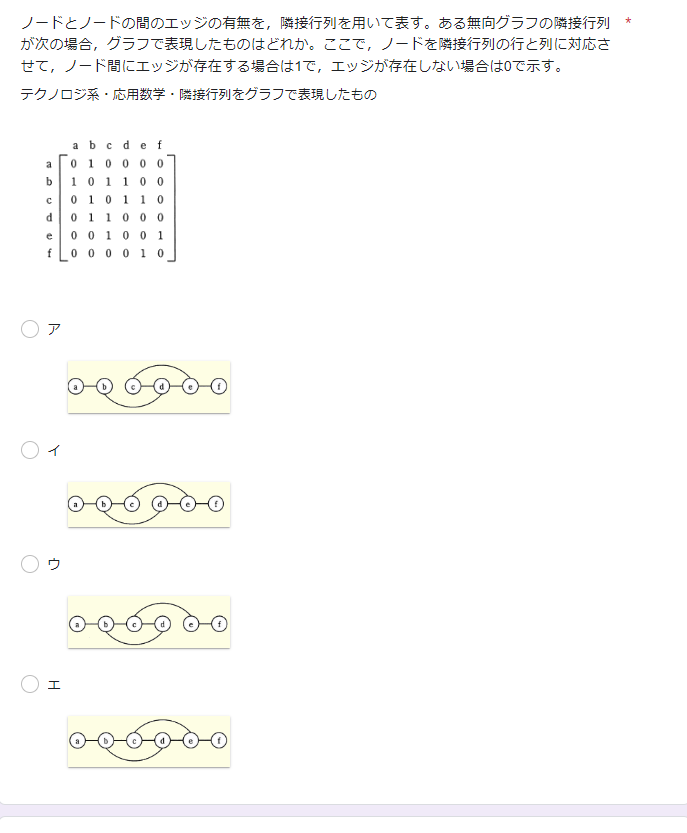 ノードとノードの間のエッジの有無を，隣接行列を用いて表す。ある無向グラフの隣接行列 *
が次の場合，グラフで表現したものはどれか。ここで，ノードを隣接行列の行と列に対応さ
せて，ノード間にエッジが存在する場合は1で，エッジが存在しない場合は0で示す。
テクノロジ系・応用数学・隣接行列をグラフで表現したもの
a b c d e f
a 0 1 0 0 0 0
b 1 0 1 1 0 0
c 0 1 0 1 1 0
d 0 1 1 0 0 0
e 0 0 1 0 0 1
f 0 0 0 0 1 0
ア
a b c d e f
イ
a b c d e f
ウ
a b c d e f
エ
a b c d e f